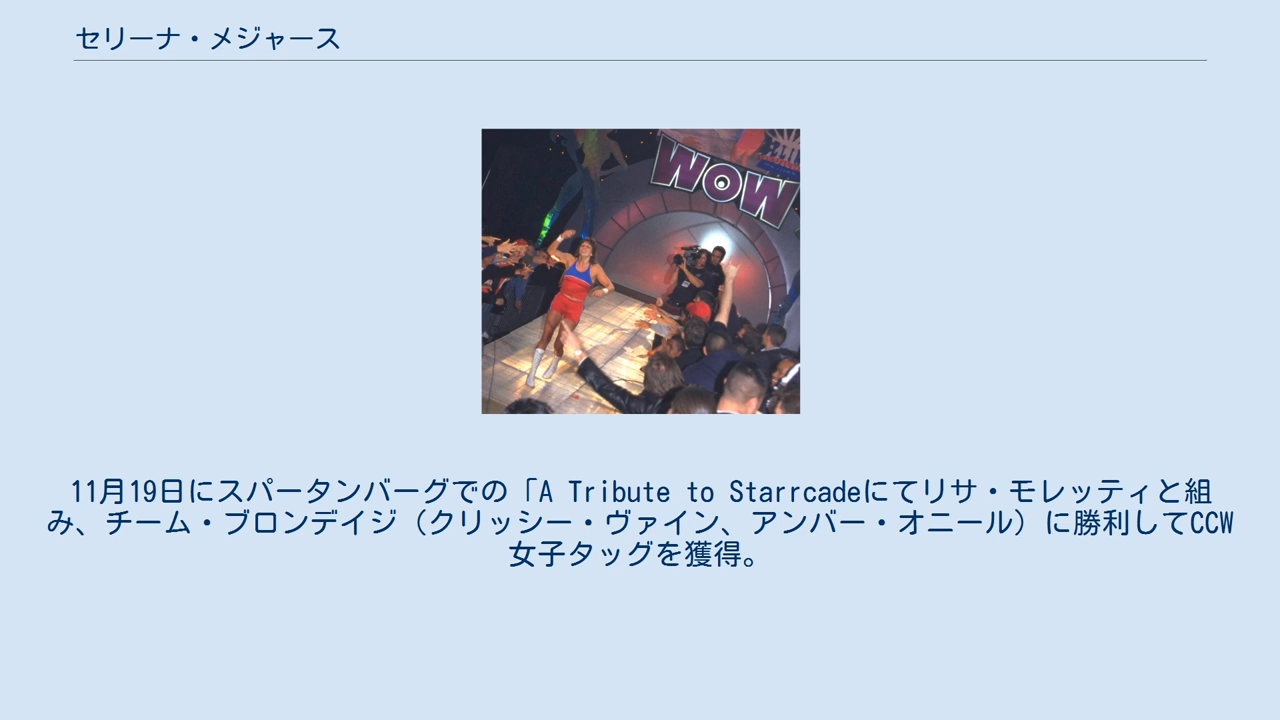 セリーナ・メジャース
WOW
11月19日にスパータンバーグでの「A Tribute to Starrcadeにてリサ・モレッティと組
み、チーム・ブロンデイジ（クリッシー・ヴァイン、アンバー・オニール）に勝利してCCW
女子タッグを獲得。